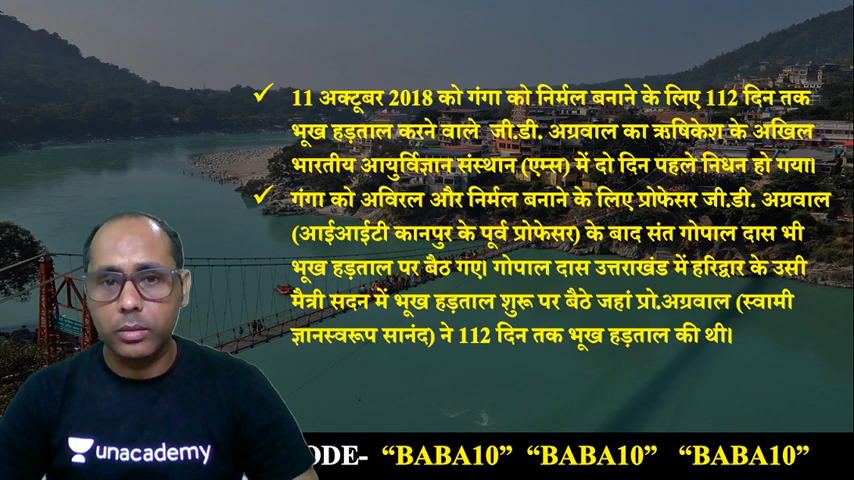 ✓ 11 अक्टूबर 2018 को गंगा को निर्मल बनाने के लिए 112 दिन तक
भूख हड़ताल करने वाले जी.डी. अग्रवाल का ऋषिकेश के अखिल
भारतीय आयुर्विज्ञान संस्थान (एम्स) में दो दिन पहले निधन हो गया।
✓ गंगा को अविरल और निर्मल बनाने के लिए प्रोफेसर जी.डी. अग्रवाल
(आईआईटी कानपुर के पूर्व प्रोफेसर) के बाद संत गोपाल दास भी
भूख हड़ताल पर बैठ गए। गोपाल दास उत्तराखंड में हरिद्वार के उसी
मैत्री सदन में भूख हड़ताल शुरू पर बैठे जहां प्रो.अग्रवाल (स्वामी
ज्ञानस्वरूप सानंद) ने 112 दिन तक भूख हड़ताल की थी।
unacademy
ODE- “BABA10” “BABA10” “BABA10”